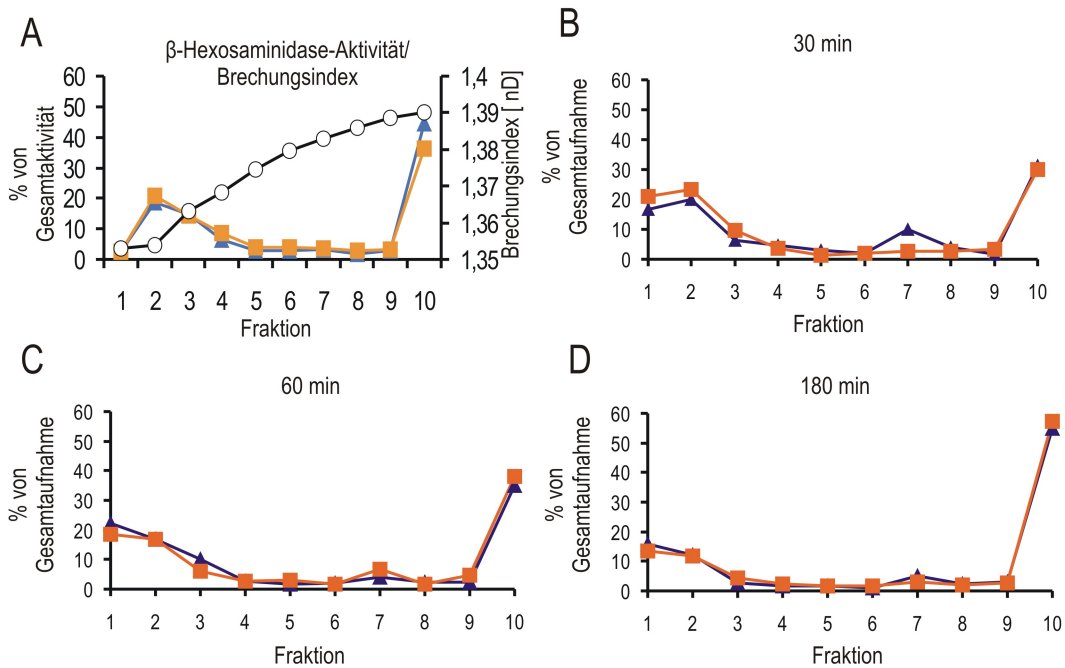 A
β-Hexosaminidase-Aktivität/
Brechungsindex
% von
Gesamtaktivität
60
50
40
30
20
10
0
1,4
1,39
1,38
1,37
1,36
1,35
Brechungsindex [ nD]
1 2 3 4 5 6 7 8 9 10
Fraktion
B
30 min
% von
Gesamtaufnahme
60
50
40
30
20
10
0
1 2 3 4 5 6 7 8 9 10
Fraktion
C
60 min
% von
Gesamtaufnahme
60
50
40
30
20
10
0
1 2 3 4 5 6 7 8 9 10
Fraktion
D
180 min
% von
Gesamtaufnahme
60
50
40
30
20
10
0
1 2 3 4 5 6 7 8 9 10
Fraktion